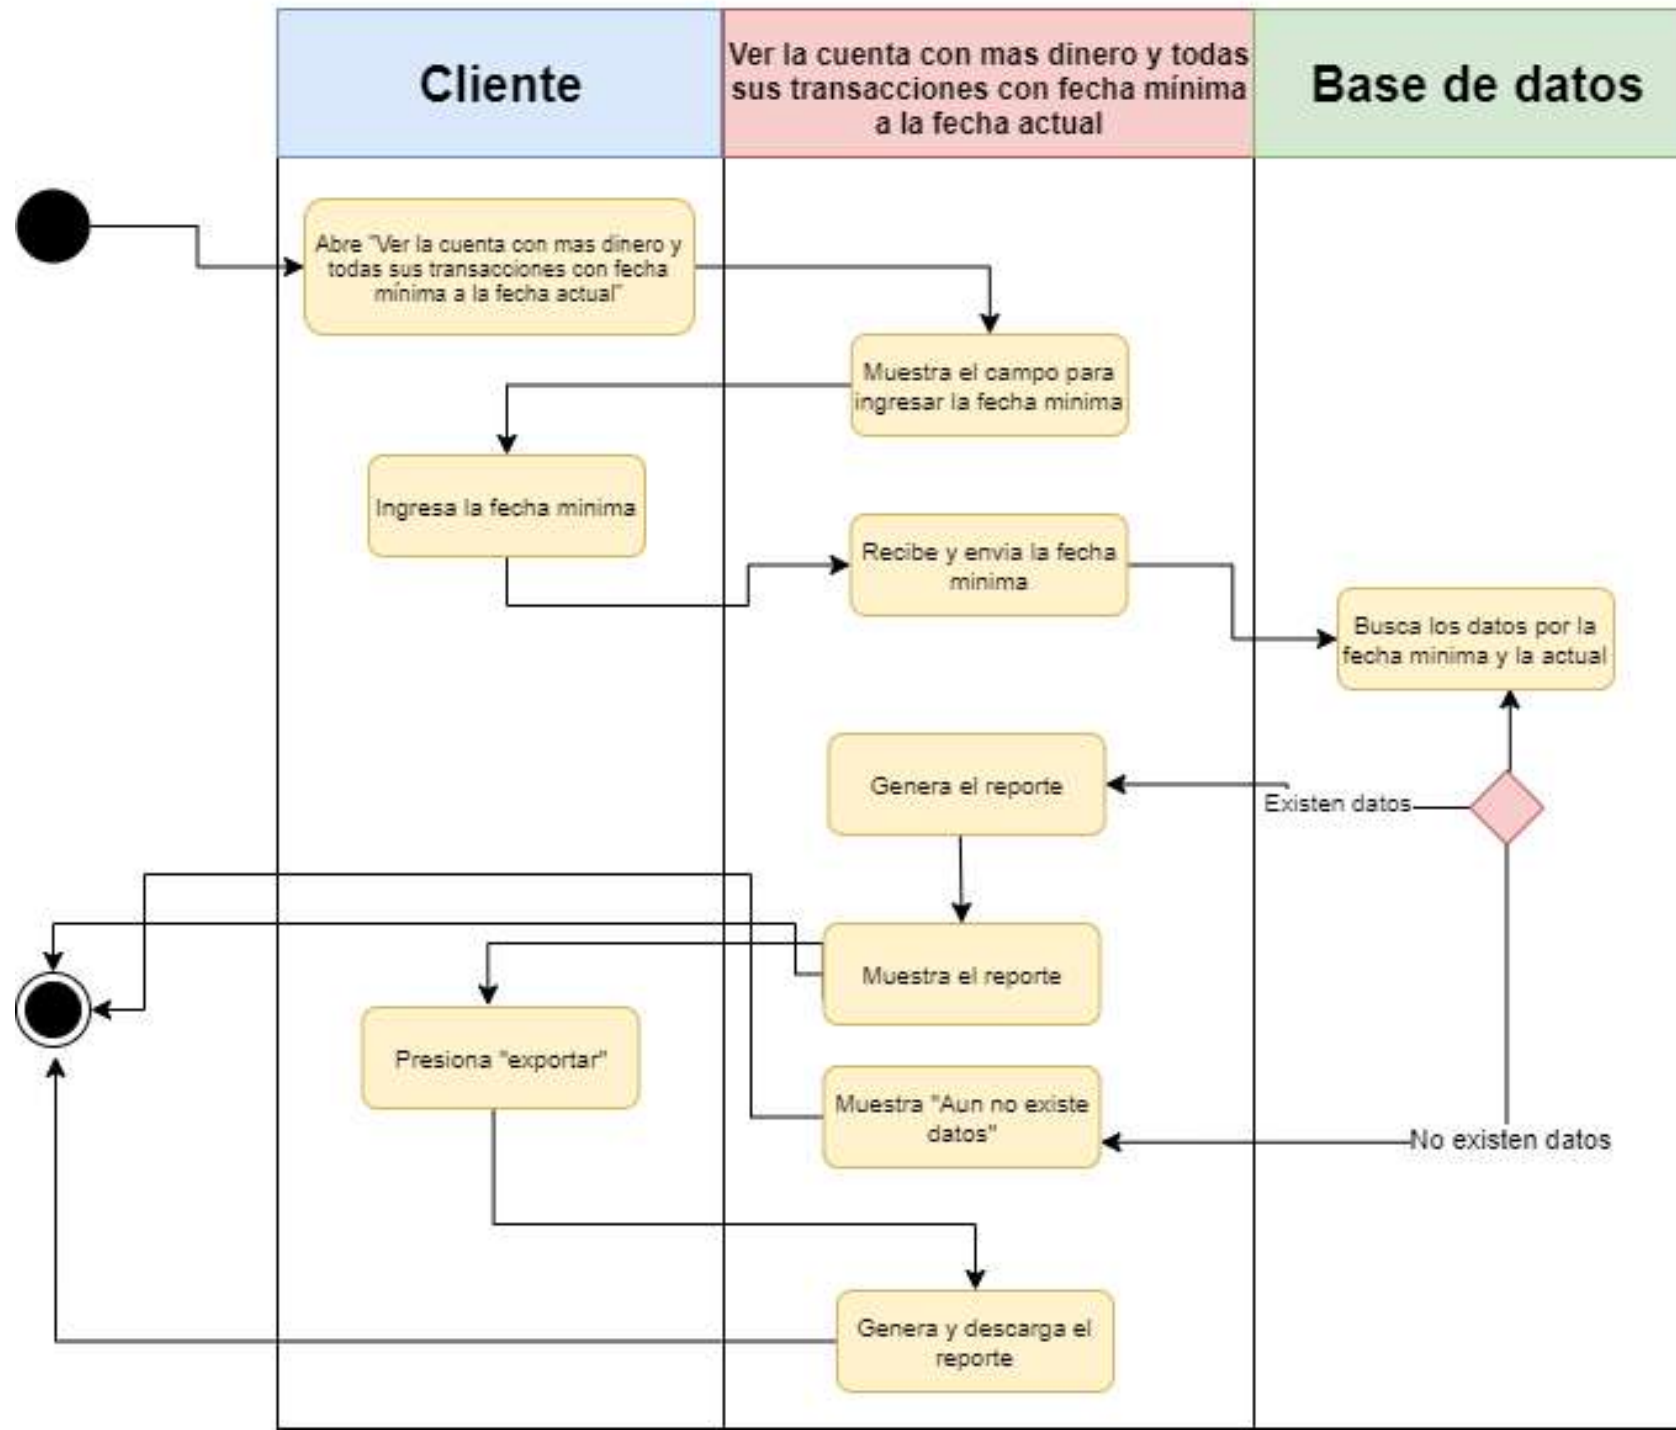 Cliente
Ver la cuenta con mas dinero y todas
sus transacciones con fecha mínima
a la fecha actual
Base de datos
Abre "Ver la cuenta con mas dinero y
todas sus transacciones con fecha
mínima a la fecha actual"
Muestra el campo para
ingresar la fecha minima
Ingresa la fecha minima
Recibe y envia la fecha
minima
Busca los datos por la
fecha minima y la actual
Genera el reporte
Existen datos
Muestra el reporte
Presiona "exportar"
Muestra "Aun no existe
datos"
No existen datos
Genera y descarga el
reporte